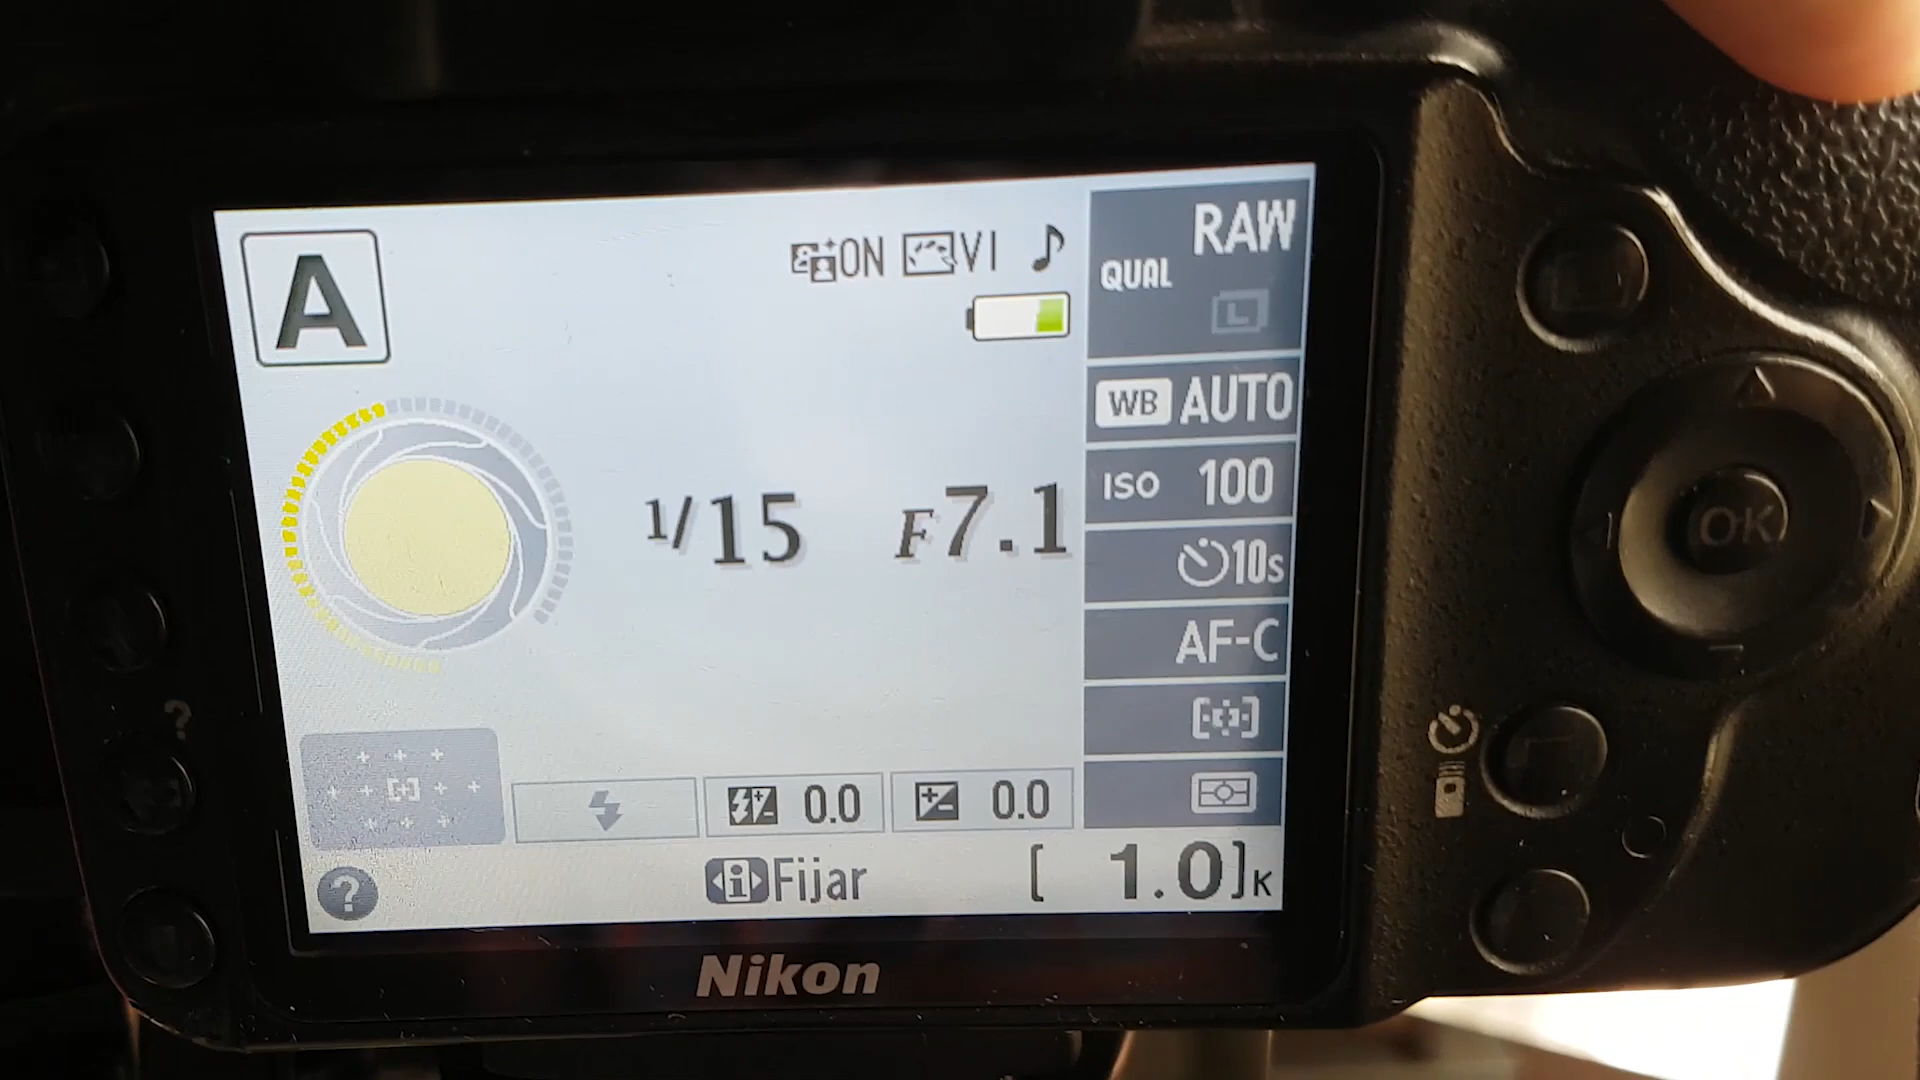 A
ON VI
RAW
QUAL
L
WB AUTO
ISO 100
1/15 F7.1
10s
AF-C
0.0 0.0
? i Fijar [ 1.0]K
Nikon
OK
?